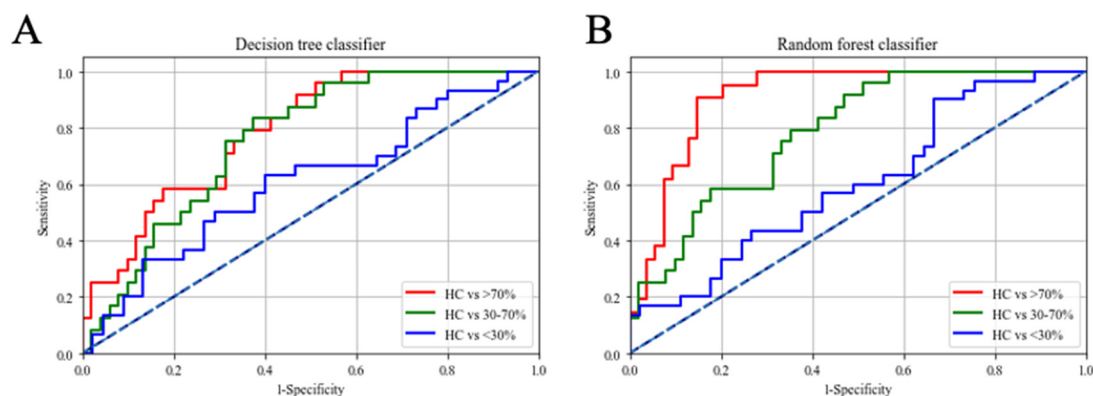 A
Decision tree classifier
1.0
0.8
0.6
0.4
0.2
0.0
Sensitivity
HC vs >70%
HC vs 30-70%
HC vs <30%
0.0 0.2 0.4 0.6 0.8 1.0
1-Specificity
B
Random forest classifier
1.0
0.8
0.6
0.4
0.2
0.0
Sensitivity
HC vs >70%
HC vs 30-70%
HC vs <30%
0.0 0.2 0.4 0.6 0.8 1.0
1-Specificity